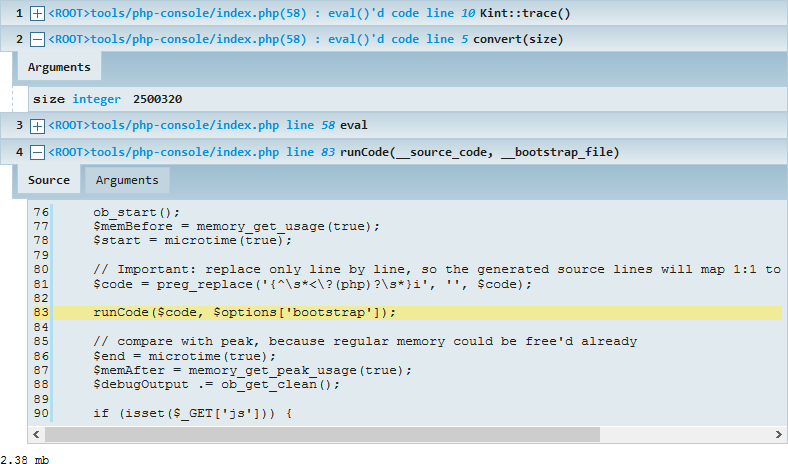 1 <ROOT>tools/php-console/index.php(58) : eval()'d code line 10 Kint::trace()
2 <ROOT>tools/php-console/index.php(58) : eval()'d code line 5 convert(size)
Arguments
size integer 2500320
3 <ROOT>tools/php-console/index.php line 58 eval
4 <ROOT>tools/php-console/index.php line 83 runCode(__source_code, __bootstrap_file)
Source Arguments
76 ob_start();
77 $memBefore = memory_get_usage(true);
78 $start = microtime(true);
79
80 // Important: replace only line by line, so the generated source lines will map 1:1 to
81 $code = preg_replace('{^\s*<\?(php)?\s*}i', '', $code);
82
83 runCode($code, $options['bootstrap']);
84
85 // compare with peak, because regular memory could be free'd already
86 $end = microtime(true);
87 $memAfter = memory_get_peak_usage(true);
88 $debugOutput .= ob_get_clean();
89
90 if (isset($_GET['js'])) {
2.38 mb